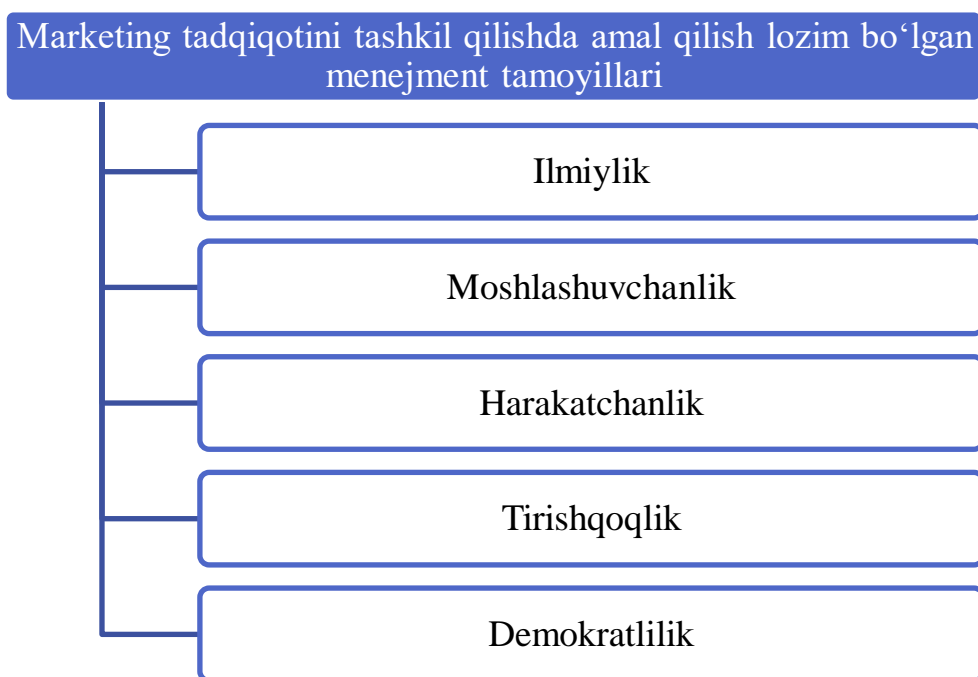 Marketing tadqiqotini tashkil qilishda amal qilish lozim bo‘lgan
menejment tamoyillari
Ilmiylik
Moshlashuvchanlik
Harakatchanlik
Tirishqoqlik
Demokratlilik